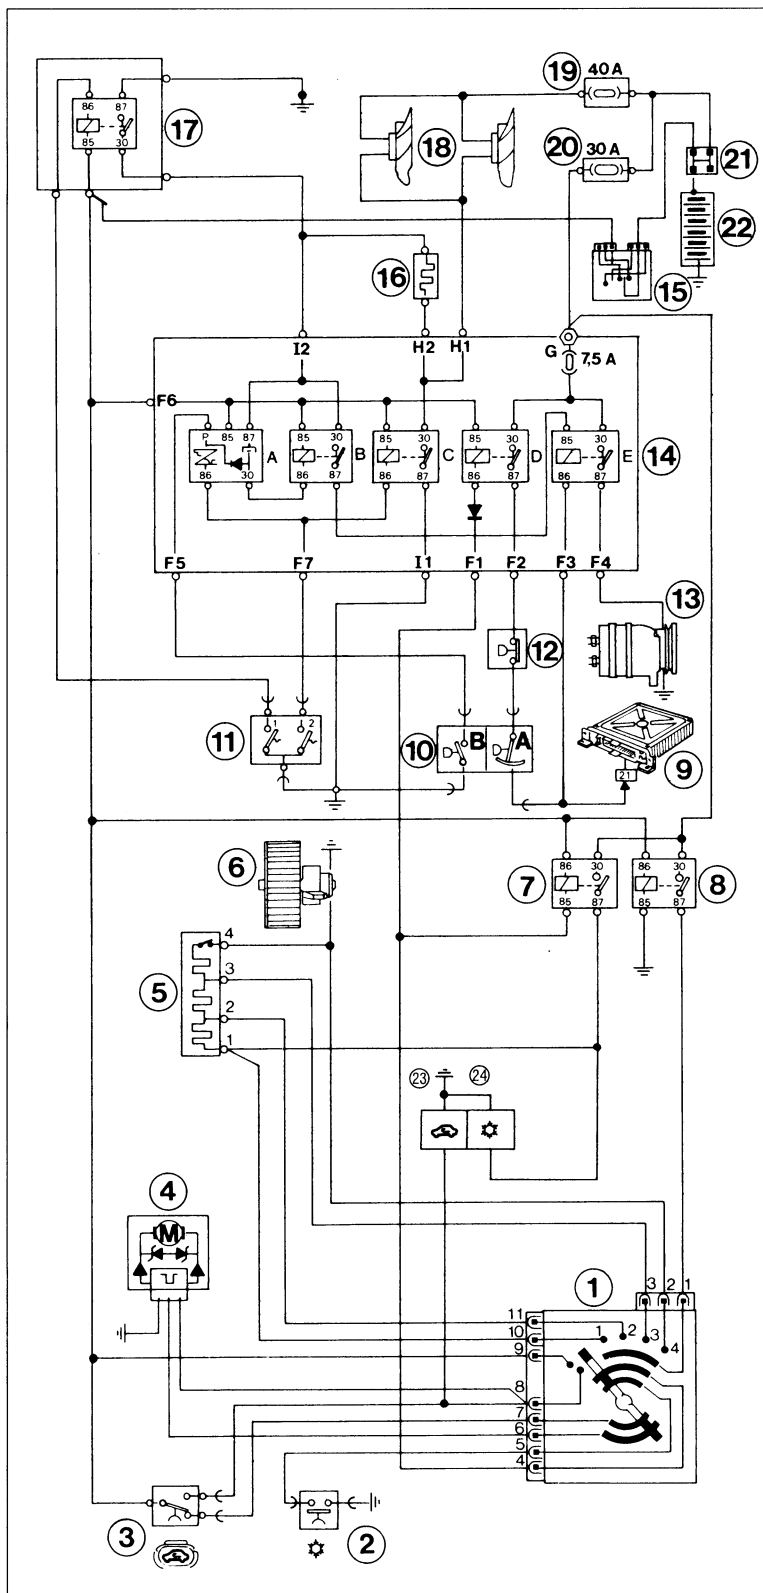 19 40 A
86 87
17
85 30
18
20 30 A
21
22
16
15
I2 H2 H1 G 7,5 A
F6
P 85 87 A
85 30 B
85 30 C
85 30 D
85 30 E
14
86 30
86 87
86 87
86 87
86 87
F5 F7 I1 F1 F2 F3 F4
13
12
11 1 2
10 B A
9
21
6
7 86 30
86 30 8
85 87
85 87
5 4
3
2
1
23 24
4
M
1 3 2 1
11
10 1 2 3 4
9
8
7
6
5
4
3 2